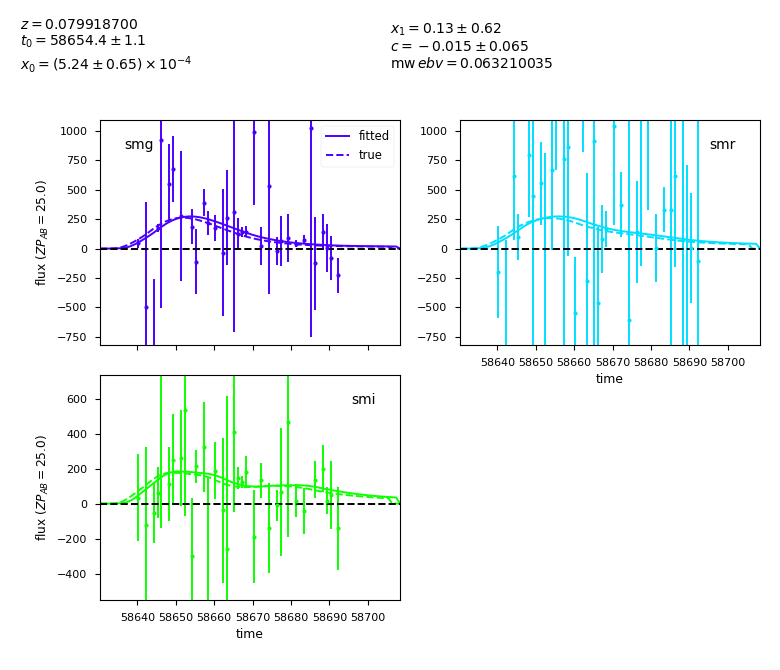 z = 0.079918700
t₀ = 58654.4 ± 1.1
x₀ = (5.24 ± 0.65) × 10⁻⁴
x₁ = 0.13 ± 0.62
c = −0.015 ± 0.065
mw ebv = 0.063210035
smg
fitted
true
1000
750
500
250
0
−250
−500
−750
flux (ZP_AB = 25.0)
smr
1000
750
500
250
0
−250
−500
−750
58640 58650 58660 58670 58680 58690 58700
time
smi
600
400
200
0
−200
−400
flux (ZP_AB = 25.0)
58640 58650 58660 58670 58680 58690 58700
time